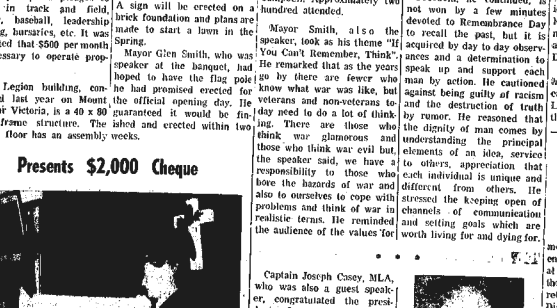 in track and field,
, baseball, leadership
, bursaries, etc. It was
ted that $500 per month
essary to operate prop-
Legion building, con-
d last year on Mount
ir Victoria, is a 40 x 80
frame structure. The
floor has an assembly
A sign will be erected on a
brick foundation and plans are
made to start a lawn in the
Spring.
Mayor Glen Smith, who was
speaker at the banquet, had
hoped to have the flag pole
he had promised erected for
the official opening day. He
guaranteed it would be fin-
ished and erected within two
weeks.
Presents $2,000 Cheque
hundred attended.
Mayor Smith, also the
speaker, took as his theme "If
You Can't Remember, Think".
He remarked that as the years
go by there are fewer who
know what war was like, but
veterans and non-veterans to-
day need to do a lot of think-
ing. There are those who
think war glamorous and
those who think war evil but,
the speaker said, we have a
responsibility to those who
bore the hazards of war and
also to ourselves to cope with
problems and think of war in
realistic terms. He reminded
the audience of the values for
Captain Joseph Casey, MLA,
who was also a guest speak-
er, congratulated the presi-
not won by a few minutes
devoted to Remembrance Day
to recall the past, but it is
acquired by day to day observ-
ances and a determination to
speak up and support each
man by action. He cautioned
against being guilty of racism
and the destruction of truth
by rumor. He reasoned that
the dignity of man comes by
understanding the principal
elements of an idea, service
to others, appreciation that
each individual is unique and
different from others. He
stressed the keeping open of
channels of communication
and setting goals which are
worth living for and dying for.